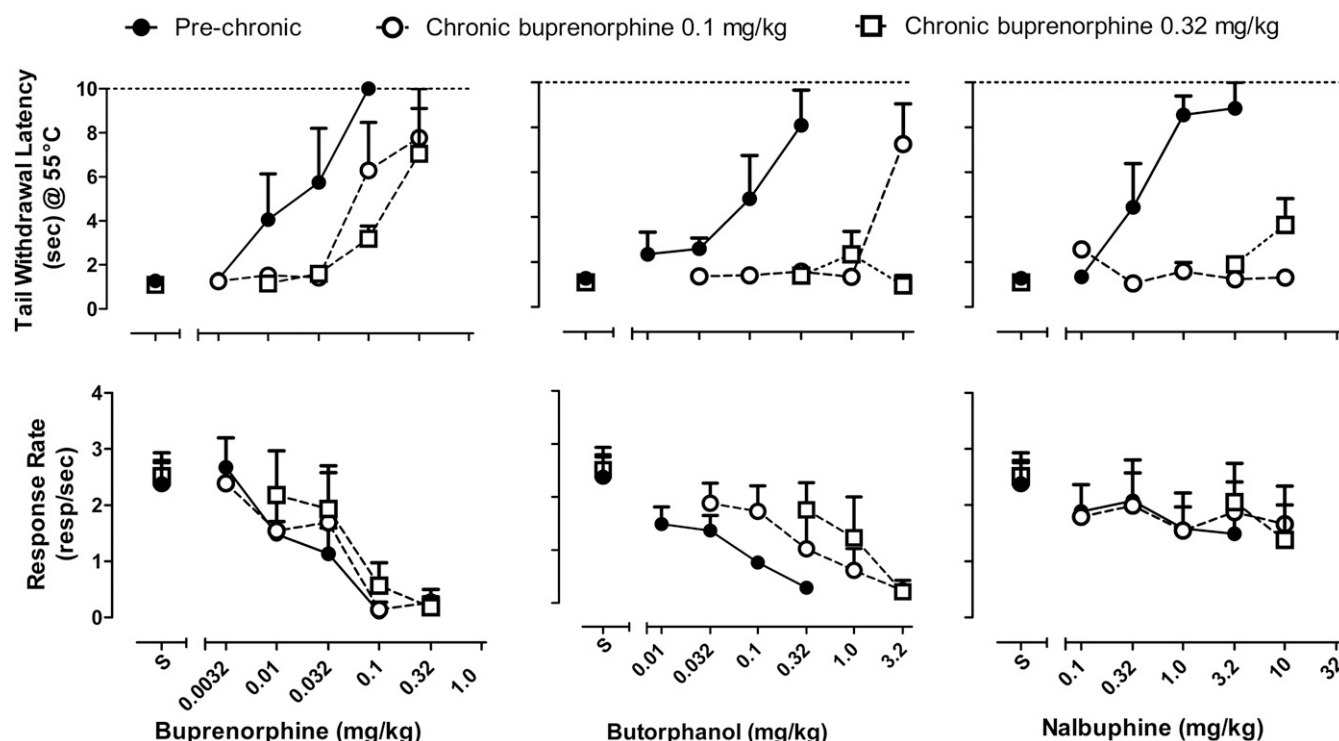 Pre-chronic Chronic buprenorphine 0.1 mg/kg Chronic buprenorphine 0.32 mg/kg
Tail Withdrawal Latency
(sec) @ 55°C
10
8
6
4
2
0
Response Rate
(resp/sec)
4
3
2
1
0
S 0.0032 0.01 0.032 0.1 0.32 1.0
Buprenorphine (mg/kg)
S 0.01 0.032 0.1 0.32 1.0 3.2
Butorphanol (mg/kg)
S 0.1 0.32 1.0 3.2 10 32
Nalbuphine (mg/kg)